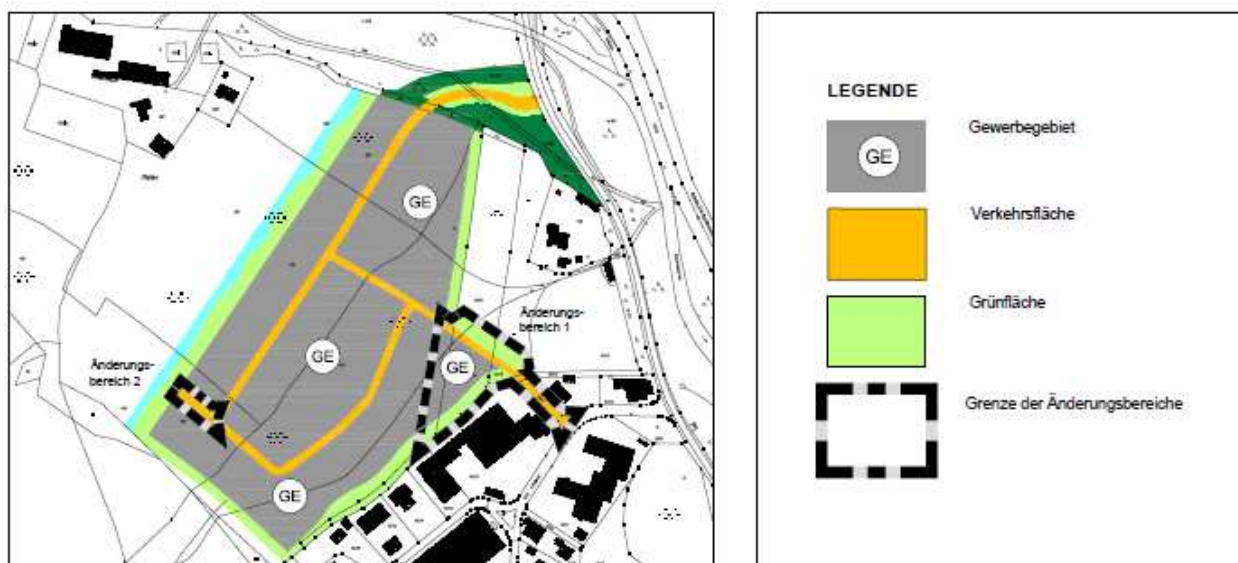 GE
Änderungs-
bereich 1
GE
GE
Änderungs-
bereich 2
GE
LEGENDE
GE
Gewerbegebiet
Verkehrsfläche
Grünfläche
Grenze der Änderungsbereiche